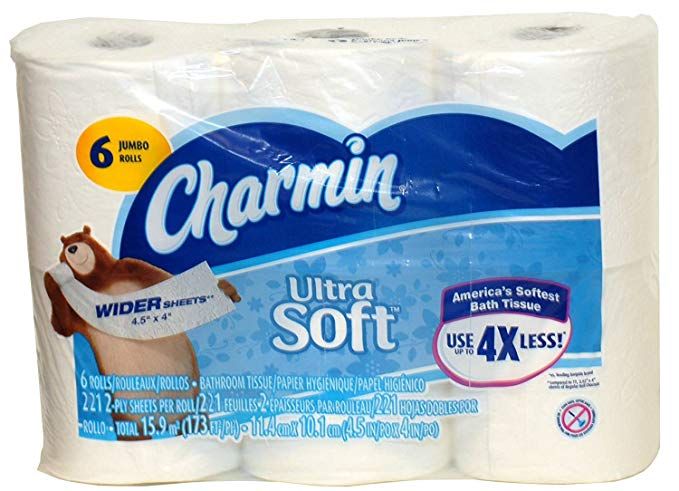 6 JUMBO
ROLLS
Charmin
WIDER SHEETS**
4.5" x 4"
Ultra
Soft™
America's Softest
Bath Tissue
USE UP TO 4X LESS!*
6 ROLLS/ROULEAUX/ROLLOS • BATHROOM TISSUE/PAPIER HYGIÉNIQUE/PAPEL HIGIÉNICO
221 2-PLY SHEETS PER ROLL/221 FEUILLES 2-ÉPAISSEURS PAR ROULEAU/221 HOJAS DOBLES POR
ROLLO • TOTAL 15.9 m² (173 FT²/PI²) - 11.4 cm X 10.1 cm (4.5 IN/PO X 4 IN/PO)